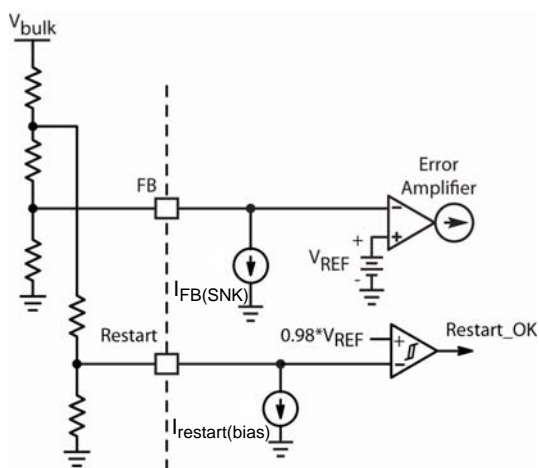 Vbulk
FB
Error
Amplifier
+
-
+
VREF
-
IFB(SNK)
Restart
0.98*VREF
+
-
Restart_OK
Irestart(bias)